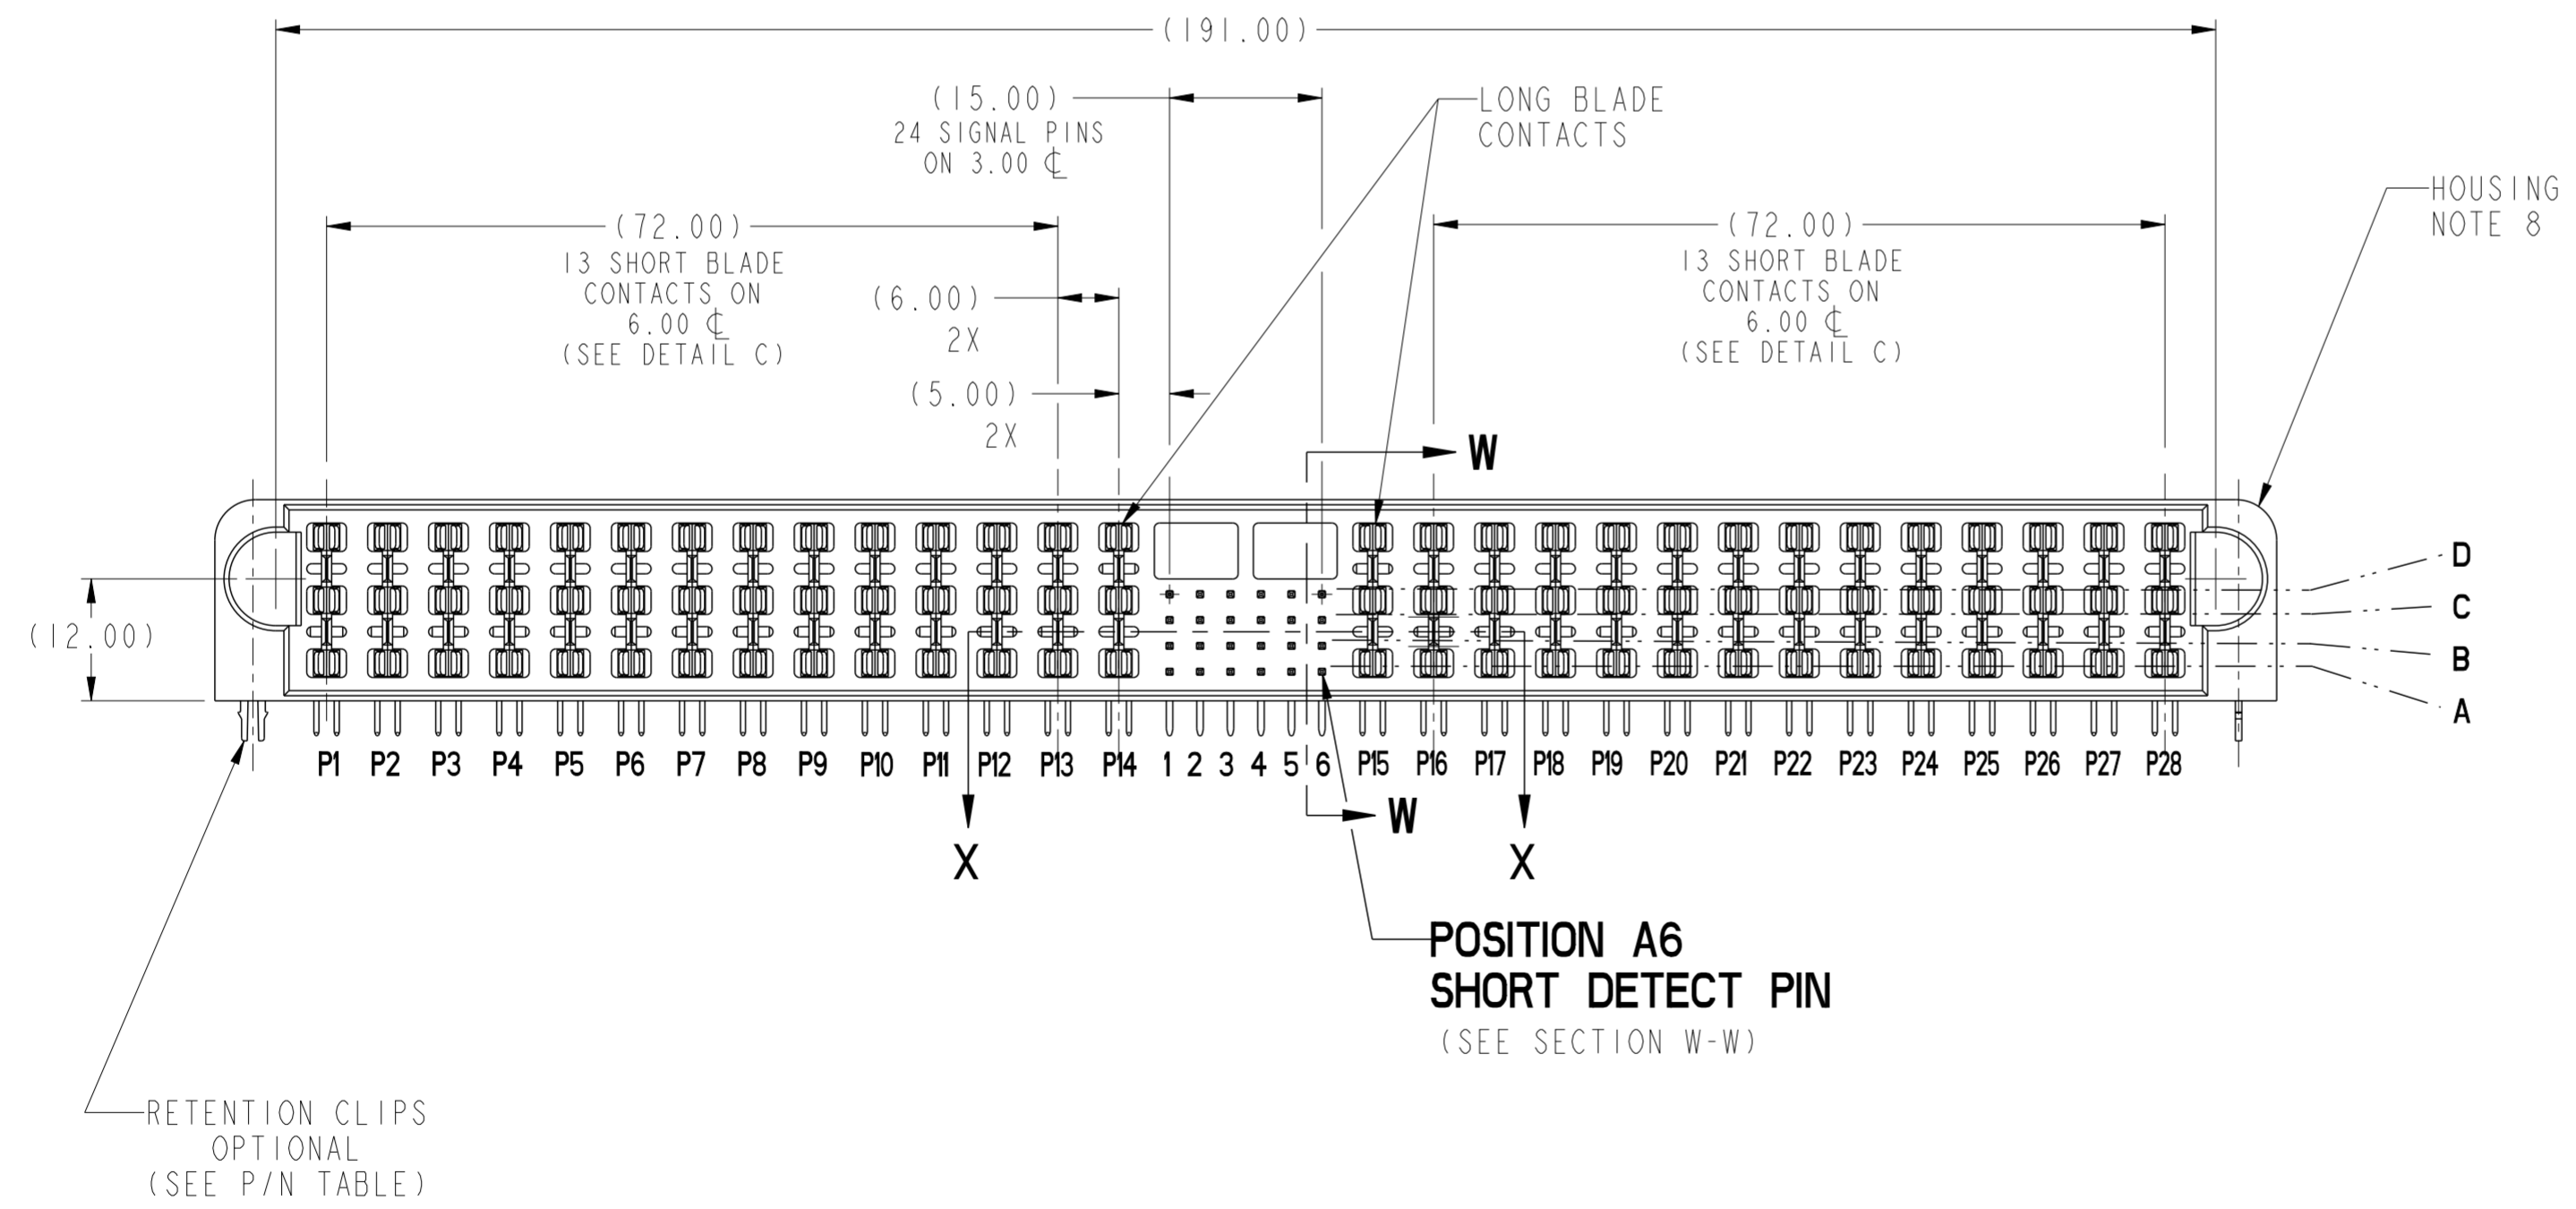 (191.00)
(15.00)
24 SIGNAL PINS
ON 3.00 ℄
LONG BLADE
CONTACTS
HOUSING
NOTE 8
(72.00)
13 SHORT BLADE
CONTACTS ON
6.00 ℄
(SEE DETAIL C)
(6.00)
2X
(5.00)
2X
(72.00)
13 SHORT BLADE
CONTACTS ON
6.00 ℄
(SEE DETAIL C)
W
D
C
B
A
(12.00)
P1 P2 P3 P4 P5 P6 P7 P8 P9 P10 P11 P12 P13 P14 1 2 3 4 5 6 P15 P16 P17 P18 P19 P20 P21 P22 P23 P24 P25 P26 P27 P28
W
X X
POSITION A6
SHORT DETECT PIN
(SEE SECTION W-W)
RETENTION CLIPS
OPTIONAL
(SEE P/N TABLE)